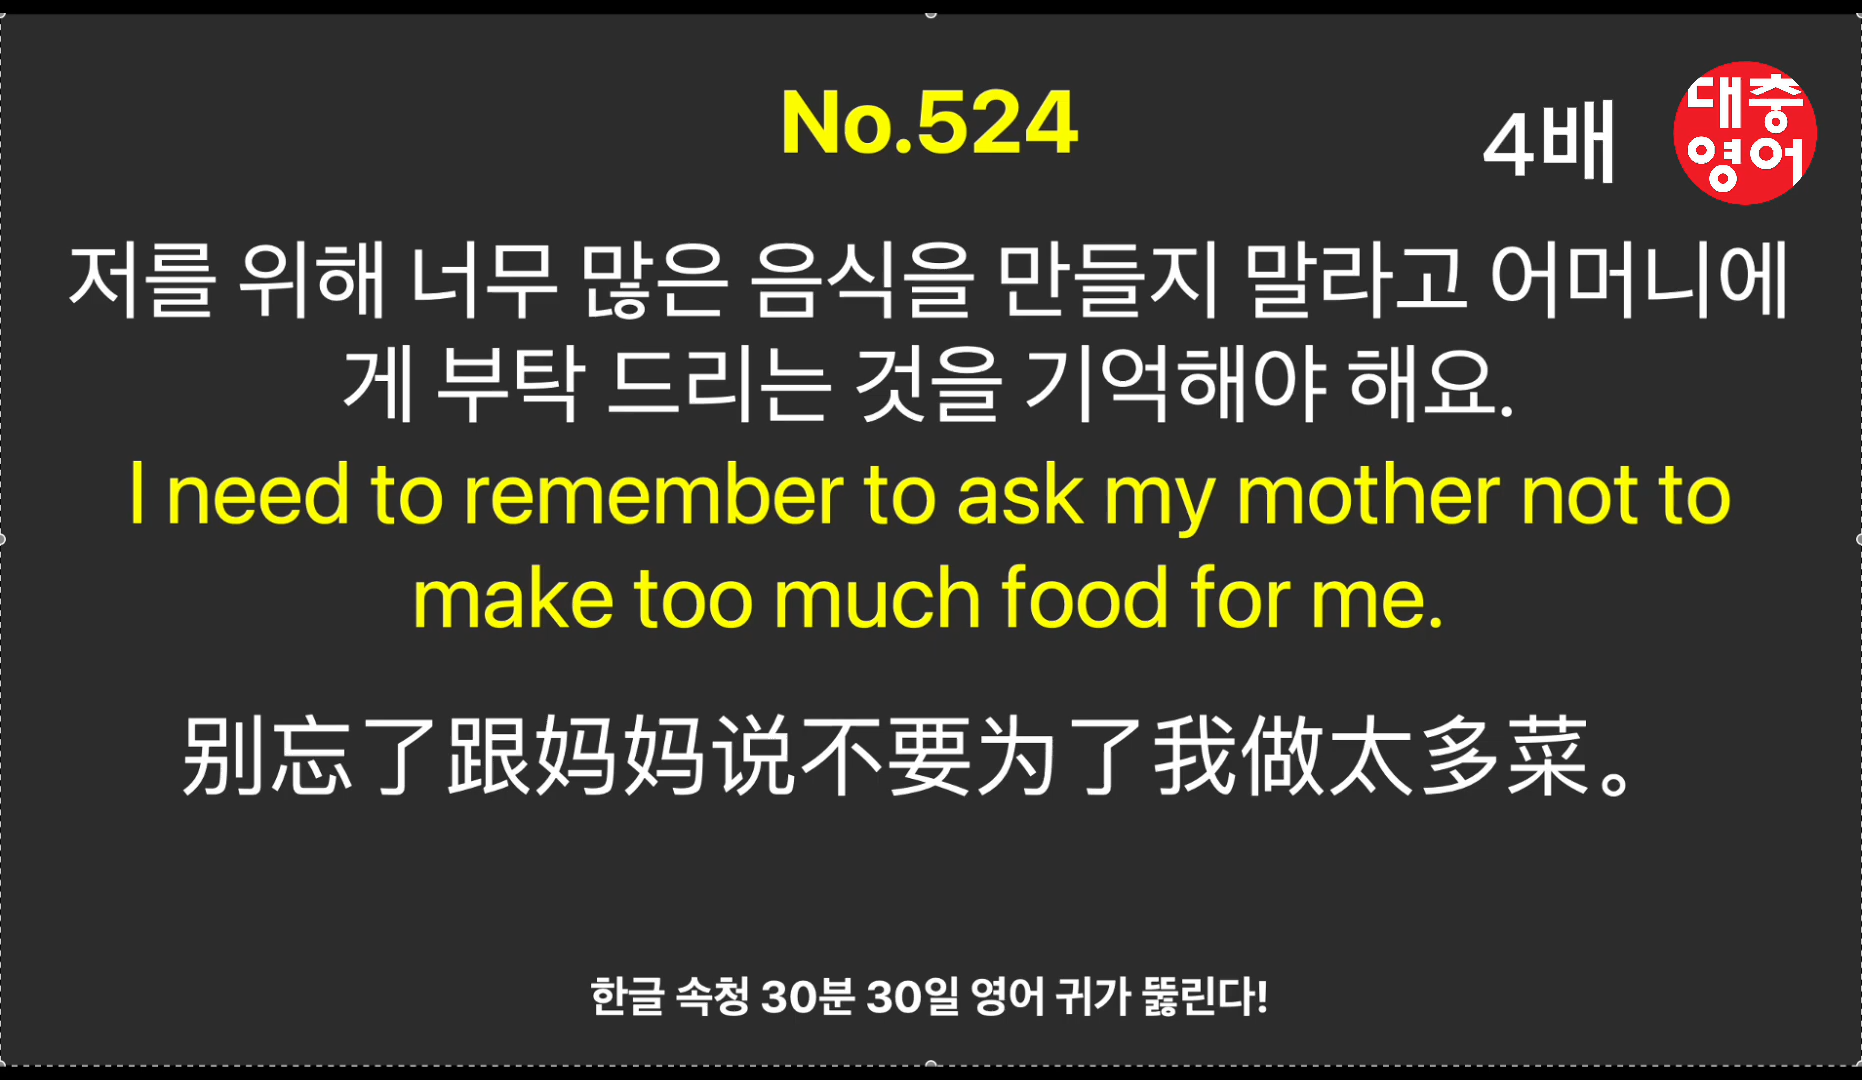 No.524
4배
대충
영어
저를 위해 너무 많은 음식을 만들지 말라고 어머니에
게 부탁 드리는 것을 기억해야 해요.
I need to remember to ask my mother not to
make too much food for me.
别忘了跟妈妈说不要为了我做太多菜。
한글 속청 30분 30일 영어 귀가 뚫린다!